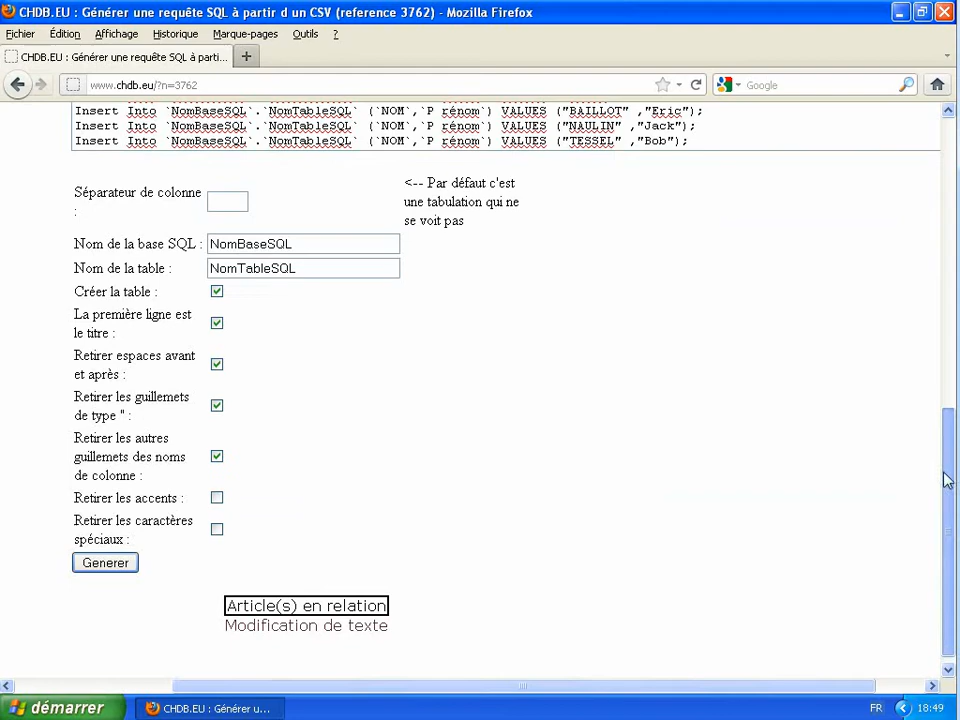 CHDB.EU : Générer une requête SQL à partir d un CSV (reference 3762) - Mozilla Firefox
Fichier Édition Affichage Historique Marque-pages Outils ?
CHDB.EU : Générer une requête SQL à parti...
www.chdb.eu/?n=3762
Google
Insert Into `NomBaseSQL`.`NomTableSQL` (`NOM`,`P rénom`) VALUES ("BAILLOT" ,"Eric");
Insert Into `NomBaseSQL`.`NomTableSQL` (`NOM`,`P rénom`) VALUES ("NAULIN" ,"Jack");
Insert Into `NomBaseSQL`.`NomTableSQL` (`NOM`,`P rénom`) VALUES ("TESSEL" ,"Bob");
Séparateur de colonne
:
<-- Par défaut c'est
une tabulation qui ne
se voit pas
Nom de la base SQL : NomBaseSQL
Nom de la table : NomTableSQL
Créer la table :
La première ligne est
le titre :
Retirer espaces avant
et après :
Retirer les guillemets
de type " :
Retirer les autres
guillemets des noms
de colonne :
Retirer les accents :
Retirer les caractères
spéciaux :
Generer
Article(s) en relation
Modification de texte
démarrer
CHDB.EU : Générer u...
FR
18:49